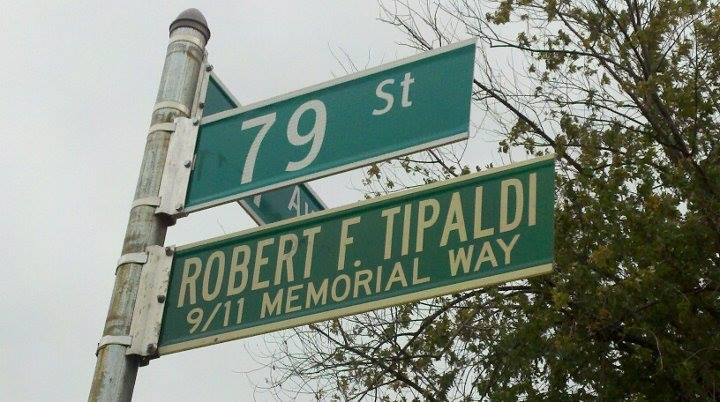 79 St
ROBERT F. TIPALDI
9/11 MEMORIAL WAY